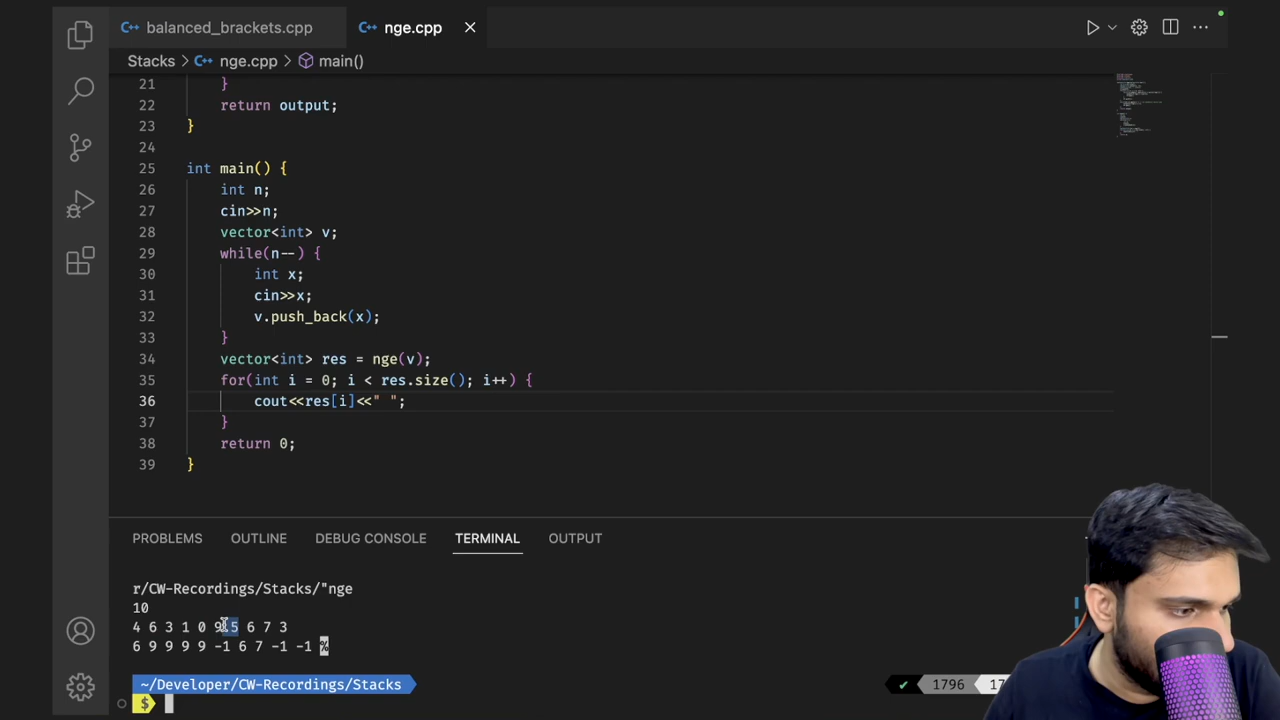 balanced_brackets.cpp nge.cpp
Stacks > nge.cpp > main()
21 }
22 return output;
23 }
24
25 int main() {
26 int n;
27 cin>>n;
28 vector<int> v;
29 while(n--) {
30 int x;
31 cin>>x;
32 v.push_back(x);
33 }
34 vector<int> res = nge(v);
35 for(int i = 0; i < res.size(); i++) {
36 cout<<res[i]<<" ";
37 }
38 return 0;
39 }
PROBLEMS OUTLINE DEBUG CONSOLE TERMINAL OUTPUT
r/CW-Recordings/Stacks/"nge
10
4 6 3 1 0 9 5 6 7 3
6 9 9 9 9 -1 6 7 -1 -1 %
~/Developer/CW-Recordings/Stacks ✔ 1796
$